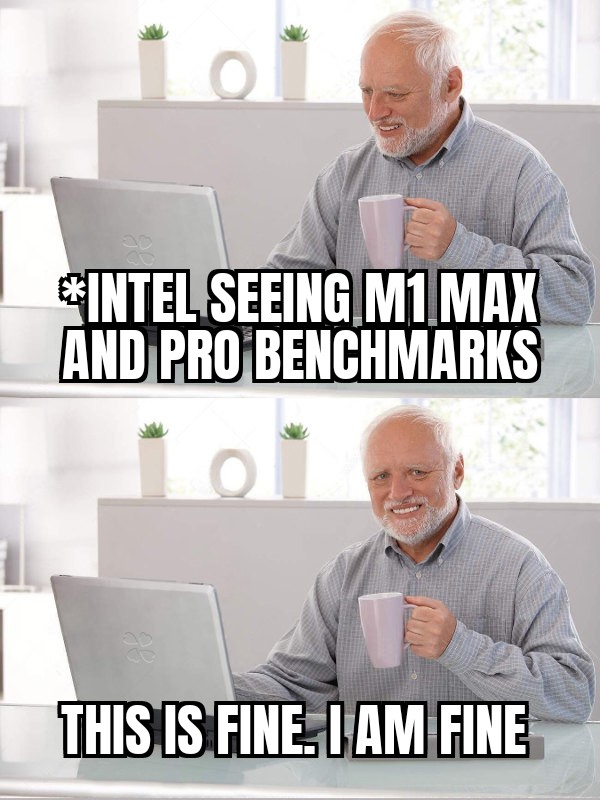 *INTEL SEEING M1 MAX
AND PRO BENCHMARKS
THIS IS FINE. I AM FINE